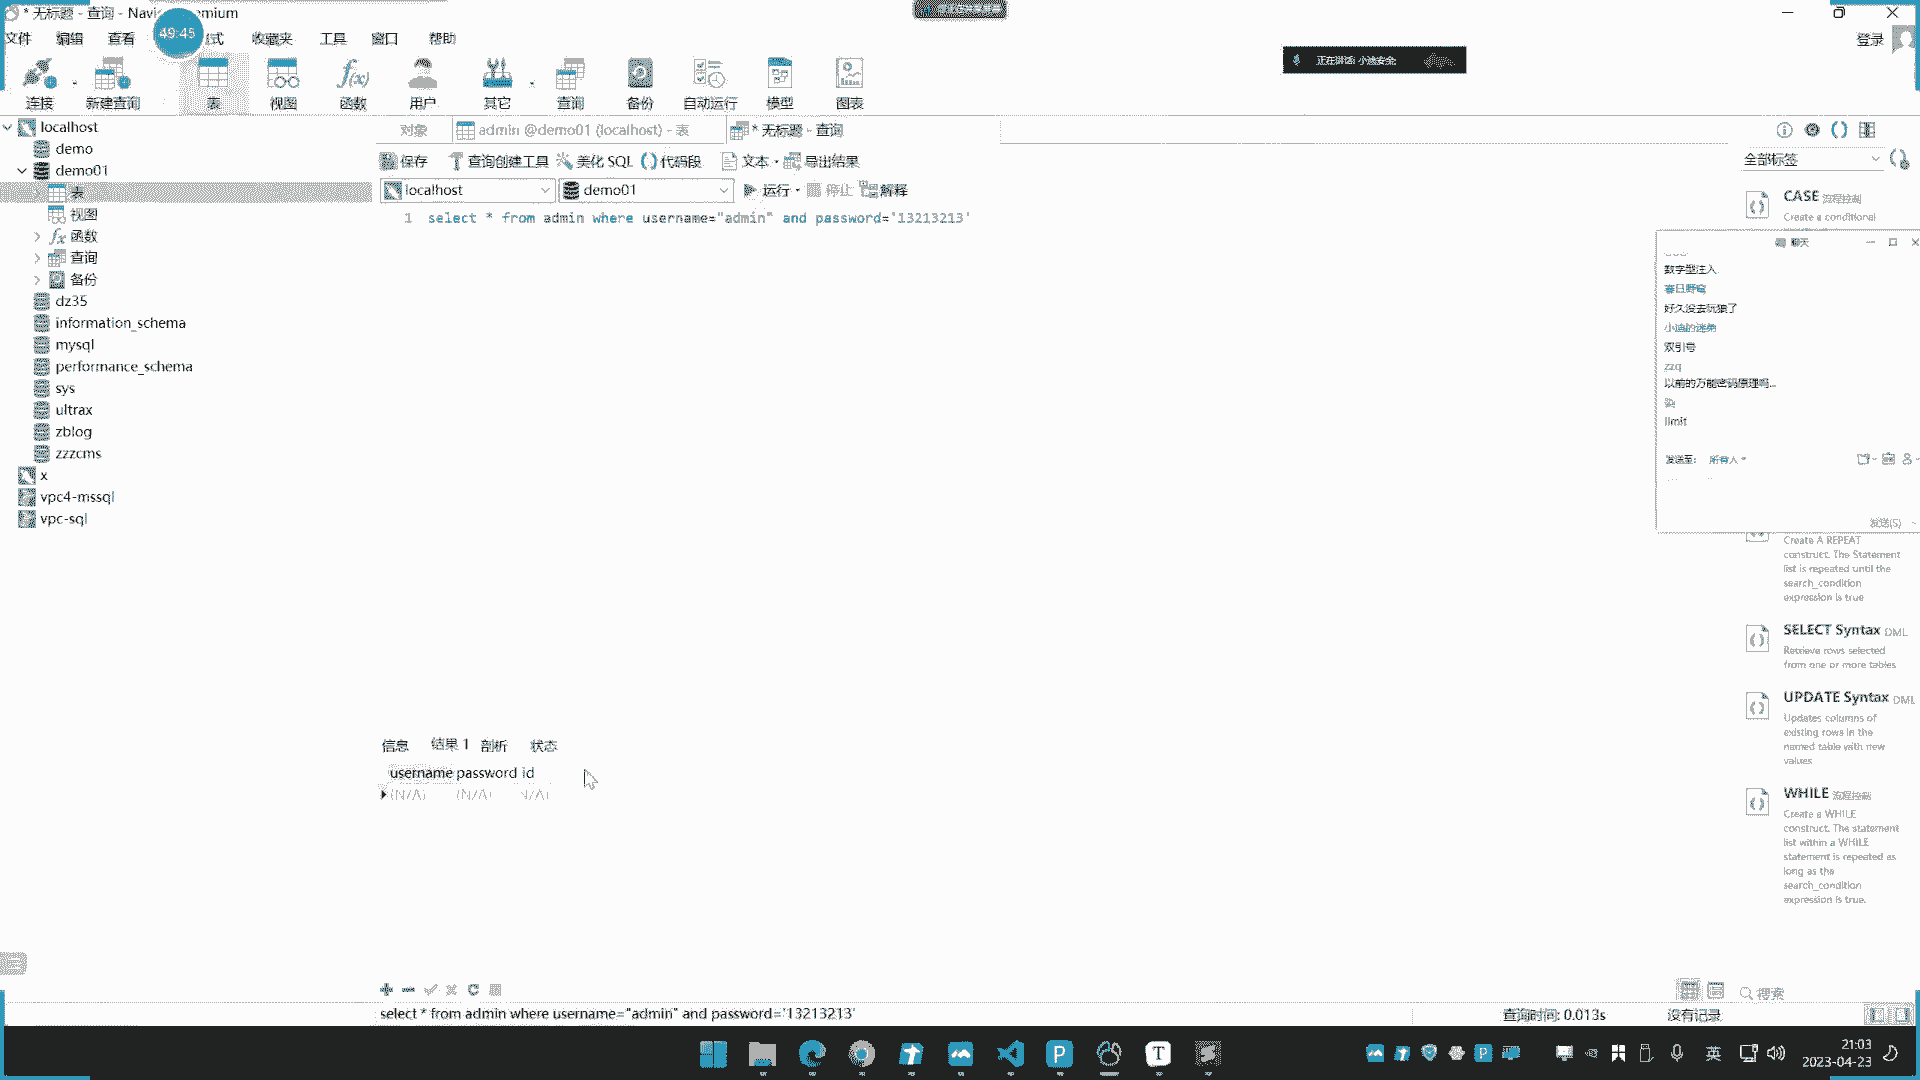 * 无标题 - 查询 - Navi emium
文件 编辑 查看 式 收藏夹 工具 窗口 帮助
49:45
登录
正在讲话: 小迪安全;
连接 新建查询 表 视图 函数 用户 其它 查询 备份 自动运行 模型 图表
localhost
demo
demo01
表
视图
函数
查询
备份
dz35
information_schema
mysql
performance_schema
sys
ultrax
zblog
zzzcms
x
vpc4-mssql
vpc-sql
对象 admin @demo01 (localhost) - 表 * 无标题 - 查询
保存 查询创建工具 美化 SQL () 代码段 文本 导出结果
localhost demo01 运行 停止 解释
1 select * from admin where username="admin" and password='13213213'
信息 结果 1 剖析 状态
username password id
(N/A) (N/A) N/A)
select * from admin where username="admin" and password='13213213'
查询时间: 0.013s
没有记录
全部标签
CASE 流程控制
Create a conditional
聊天
数字型注入
春日野穹
好久没去玩狼了
小迪的迷弟
双引号
zzq
以前的万能密码原理吗...
limit
发送至: 所有人
发送(S)
Create A REPEAT
construct. The Statement
list is repeated until the
search_condition
expression is true
SELECT Syntax DML
Retrieve rows selected
from one or more tables
UPDATE Syntax DML
Updates columns of
existing rows in the
named table with new
values
WHILE 流程控制
Create a WHILE
construct. The statement
list within a WHILE
statement is repeated as
long as the
search_condition
expression is true.
搜索
英
21:03
2023-04-23